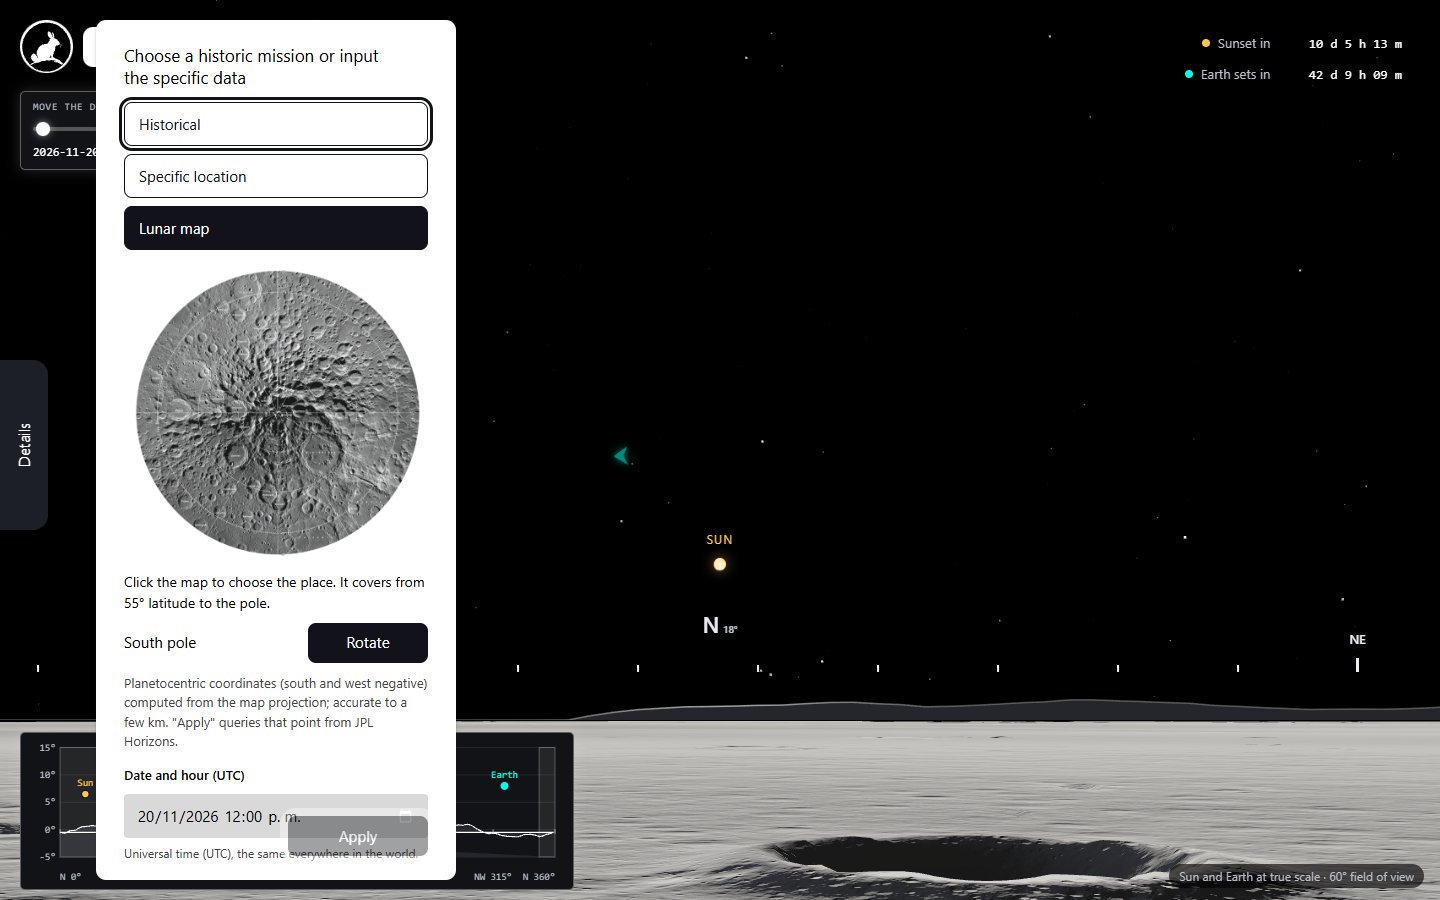 Choose a historic mission or input
the specific data
Historical
Specific location
Lunar map
Click the map to choose the place. It covers from
55° latitude to the pole.
South pole
Rotate
Planetocentric coordinates (south and west negative)
computed from the map projection; accurate to a
few km. "Apply" queries that point from JPL
Horizons.
Date and hour (UTC)
20/11/2026 12:00 p. m.
Apply
Universal time (UTC), the same everywhere in the world.
MOVE THE D
2026-11-20
Details
Sunset in 10 d 5 h 13 m
Earth sets in 42 d 9 h 09 m
SUN
N 18°
NE
15°
10°
5°
0°
-5°
Sun
Earth
N 0°
NW 315°
N 360°
Sun and Earth at true scale · 60° field of view